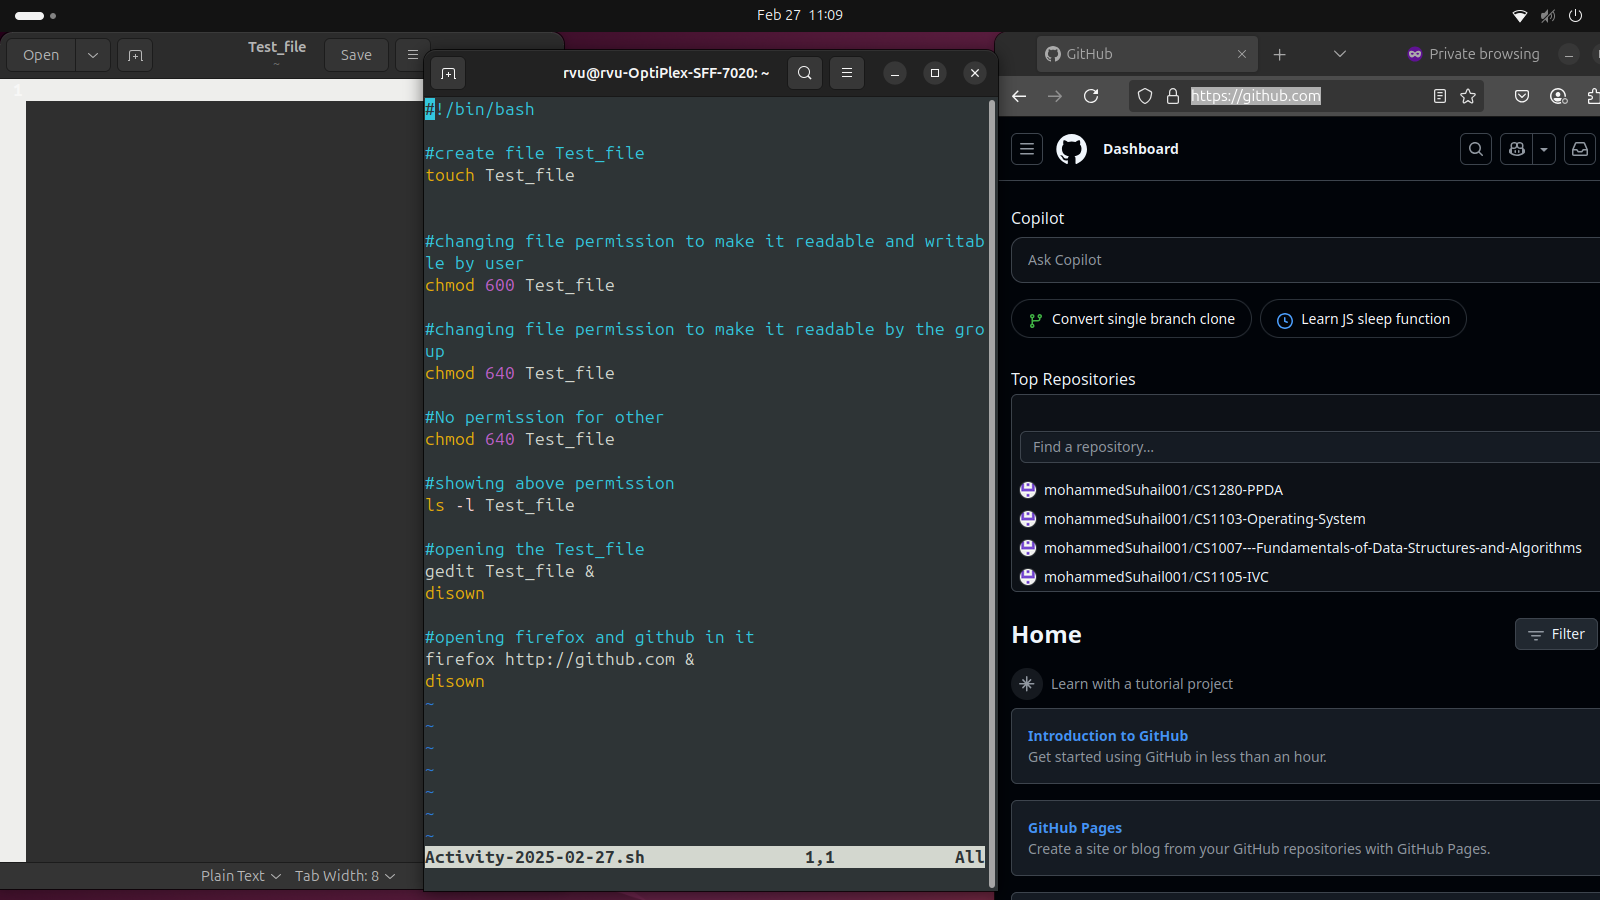 Feb 27 11:09
Open
Test_file
~
Save
1
Plain Text
Tab Width: 8
rvu@rvu-OptiPlex-SFF-7020: ~
#!/bin/bash
#create file Test_file
touch Test_file
#changing file permission to make it readable and writab
le by user
chmod 600 Test_file
#changing file permission to make it readable by the gro
up
chmod 640 Test_file
#No permission for other
chmod 640 Test_file
#showing above permission
ls -l Test_file
#opening the Test_file
gedit Test_file &
disown
#opening firefox and github in it
firefox http://github.com &
disown
~
~
~
~
~
~
~
Activity-2025-02-27.sh 1,1 All
GitHub
Private browsing
https://github.com
Dashboard
Copilot
Ask Copilot
Convert single branch clone
Learn JS sleep function
Top Repositories
Find a repository...
mohammedSuhail001/CS1280-PPDA
mohammedSuhail001/CS1103-Operating-System
mohammedSuhail001/CS1007---Fundamentals-of-Data-Structures-and-Algorithms
mohammedSuhail001/CS1105-IVC
Home
Filter
Learn with a tutorial project
Introduction to GitHub
Get started using GitHub in less than an hour.
GitHub Pages
Create a site or blog from your GitHub repositories with GitHub Pages.